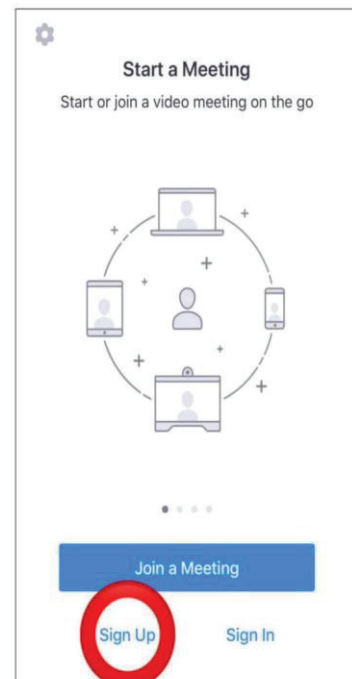 Start a Meeting
Start or join a video meeting on the go
Join a Meeting
Sign Up Sign In